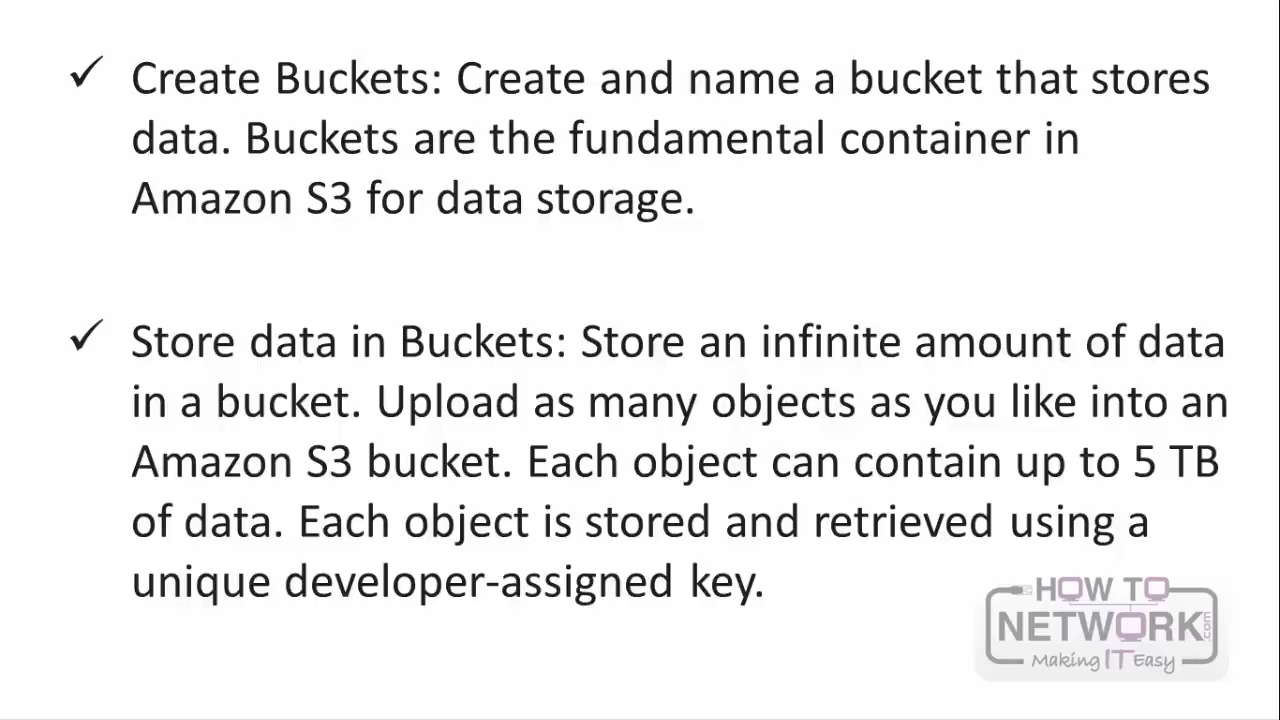 ✓ Create Buckets: Create and name a bucket that stores
data. Buckets are the fundamental container in
Amazon S3 for data storage.
✓ Store data in Buckets: Store an infinite amount of data
in a bucket. Upload as many objects as you like into an
Amazon S3 bucket. Each object can contain up to 5 TB
of data. Each object is stored and retrieved using a
unique developer-assigned key.
HOW TO
NETWORK.com
Making IT Easy